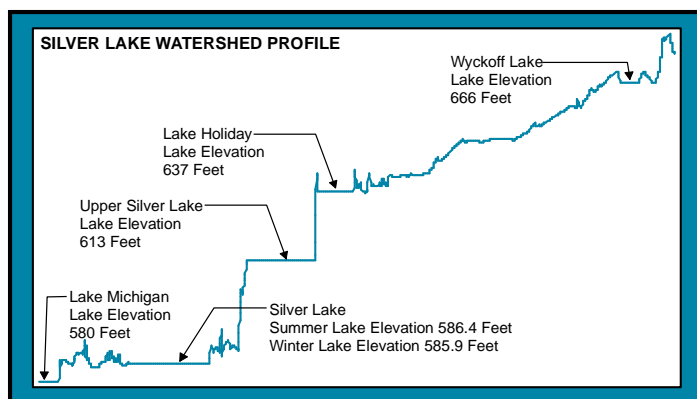 SILVER LAKE WATERSHED PROFILE
Wyckoff Lake
Lake Elevation
666 Feet
Lake Holiday
Lake Elevation
637 Feet
Upper Silver Lake
Lake Elevation
613 Feet
Lake Michigan
Lake Elevation
580 Feet
Silver Lake
Summer Lake Elevation 586.4 Feet
Winter Lake Elevation 585.9 Feet